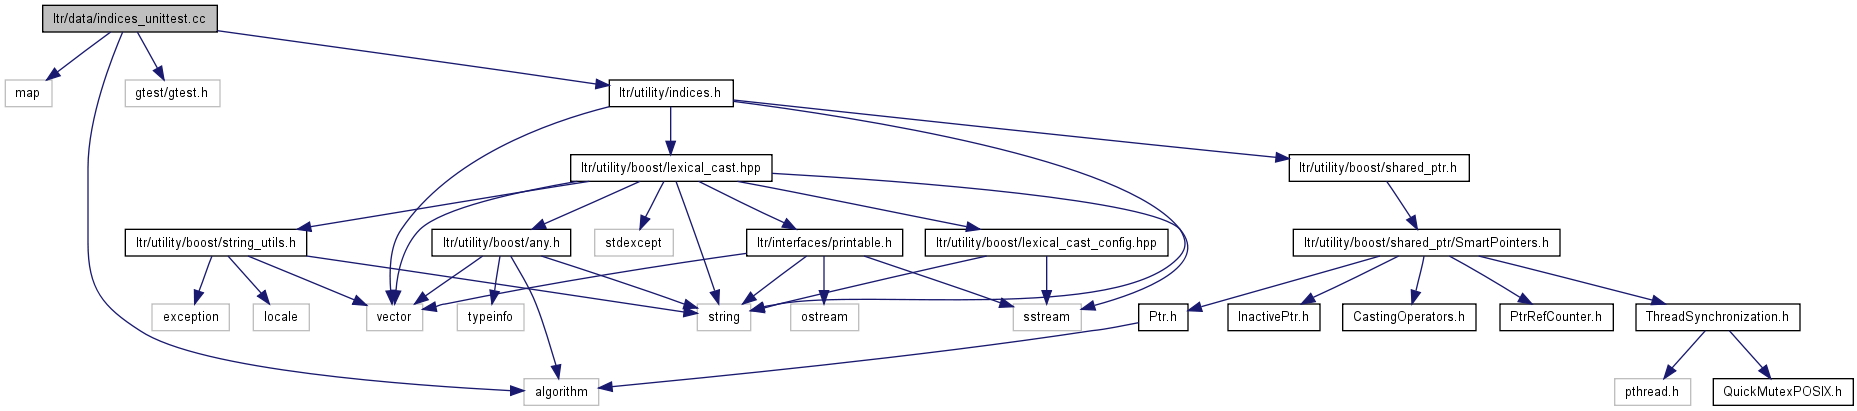 ltr/data/indices_unittest.cc
map
gtest/gtest.h
ltr/utility/indices.h
ltr/utility/boost/lexical_cast.hpp
ltr/utility/boost/shared_ptr.h
ltr/utility/boost/string_utils.h
ltr/utility/boost/any.h
stdexcept
ltr/interfaces/printable.h
ltr/utility/boost/lexical_cast_config.hpp
ltr/utility/boost/shared_ptr/SmartPointers.h
exception
locale
vector
typeinfo
string
ostream
sstream
Ptr.h
InactivePtr.h
CastingOperators.h
PtrRefCounter.h
ThreadSynchronization.h
algorithm
pthread.h
QuickMutexPOSIX.h